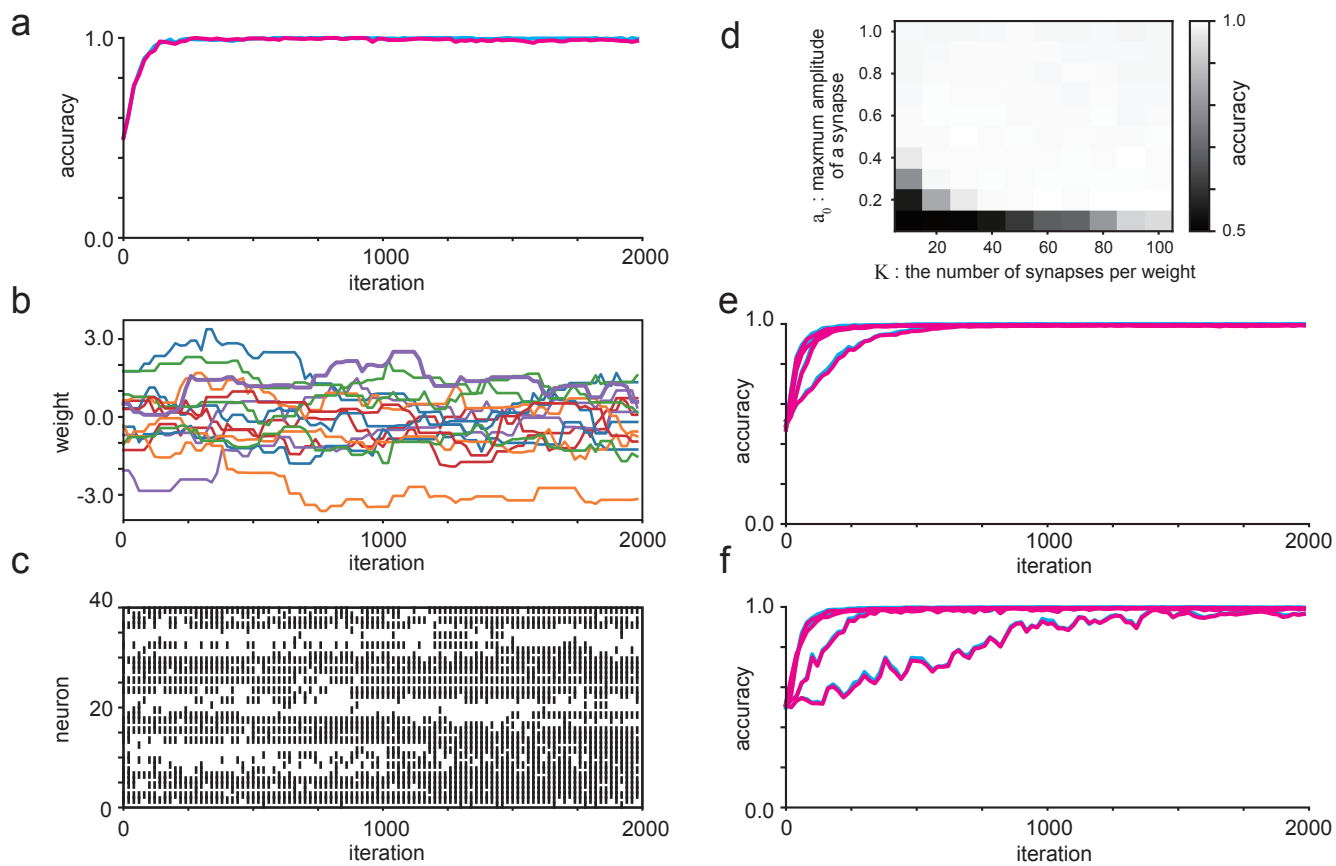 a
1.0
accuracy
0.0
0
1000
2000
iteration
b
3.0
weight
0.0
-3.0
0
1000
2000
iteration
c
40
neuron
20
0
0
1000
2000
iteration
d
1.0
0.8
0.6
0.4
0.2
a0 : maxmum amplitude
of a synapse
20
40
60
80
100
K : the number of synapses per weight
1.0
accuracy
0.5
e
1.0
accuracy
0.0
0
1000
2000
iteration
f
1.0
accuracy
0.0
0
1000
2000
iteration